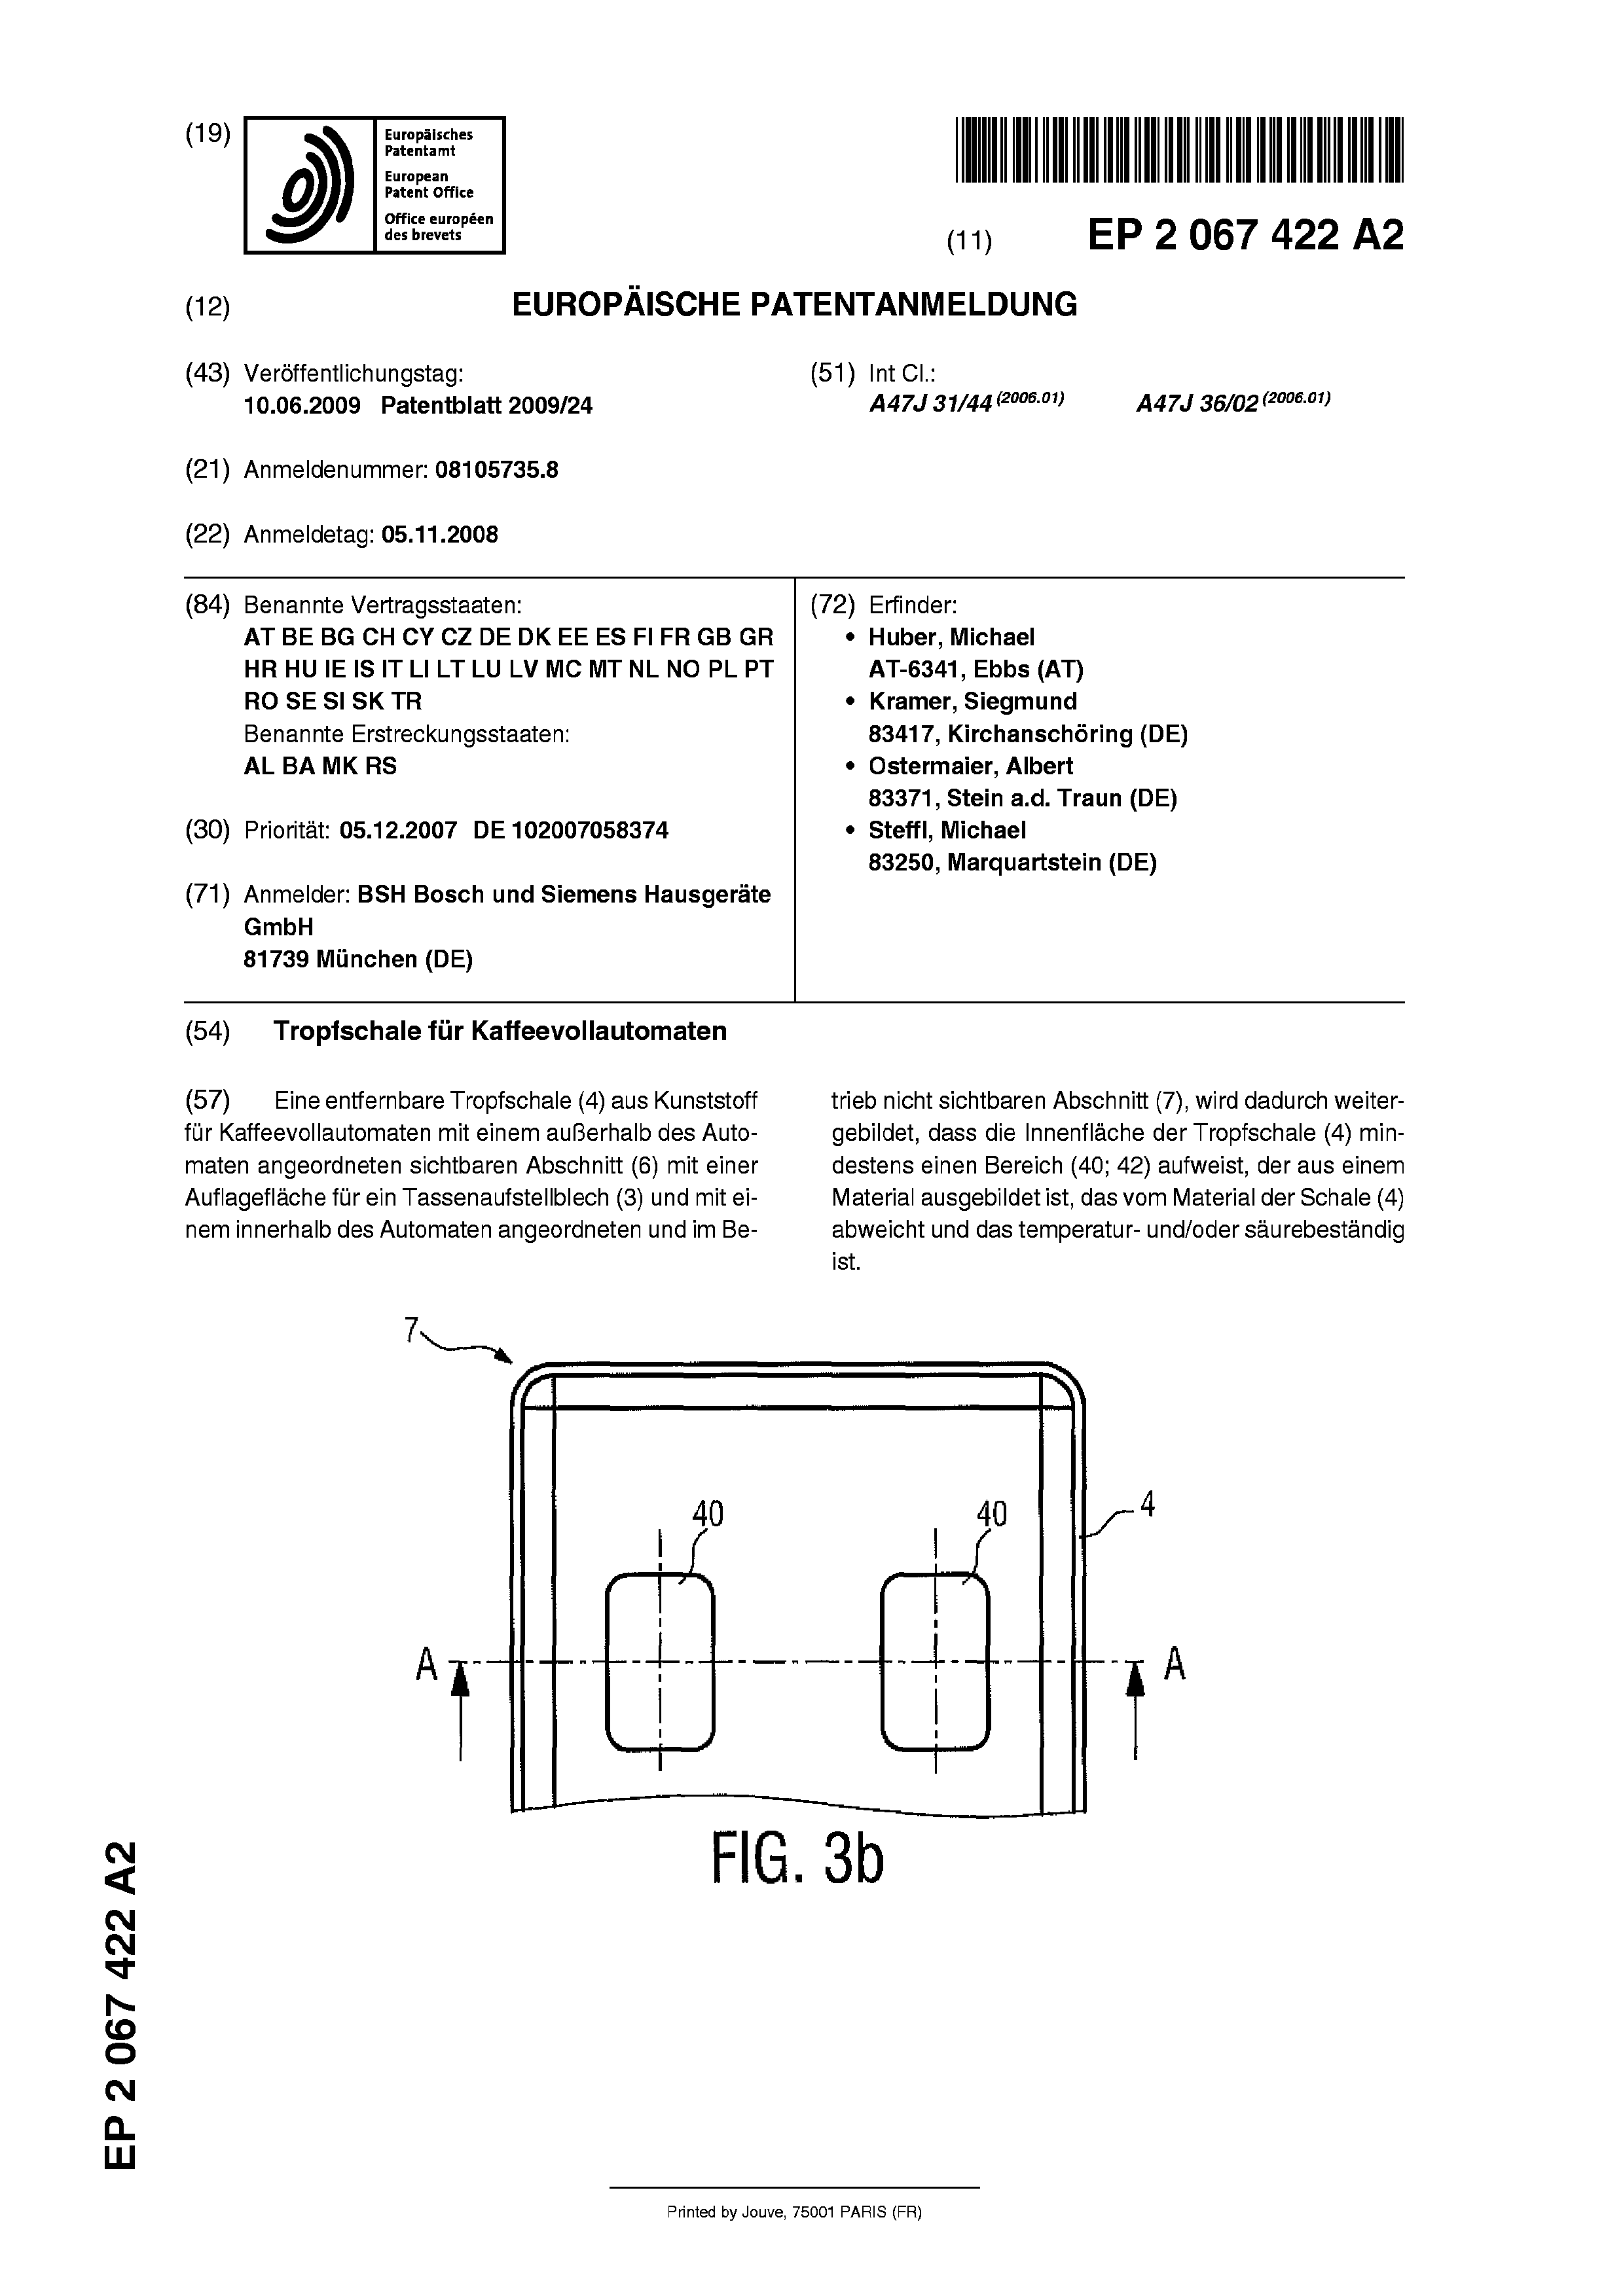 (19)
Europäisches
Patentamt
European
Patent Office
Office européen
des brevets
(11) EP 2 067 422 A2
(12) EUROPÄISCHE PATENTANMELDUNG
(43) Veröffentlichungstag:
10.06.2009 Patentblatt 2009/24
(21) Anmeldenummer: 08105735.8
(22) Anmeldetag: 05.11.2008
(51) Int Cl.:
A47J 31/44 (2006.01) A47J 36/02 (2006.01)
(84) Benannte Vertragsstaaten:
AT BE BG CH CY CZ DE DK EE ES FI FR GB GR
HR HU IE IS IT LI LT LU LV MC MT NL NO PL PT
RO SE SI SK TR
Benannte Erstreckungsstaaten:
AL BA MK RS
(30) Priorität: 05.12.2007 DE 102007058374
(71) Anmelder: BSH Bosch und Siemens Hausgeräte
GmbH
81739 München (DE)
(72) Erfinder:
• Huber, Michael
AT-6341, Ebbs (AT)
• Kramer, Siegmund
83417, Kirchanschöring (DE)
• Ostermaier, Albert
83371, Stein a.d. Traun (DE)
• Steffl, Michael
83250, Marquartstein (DE)
(54) Tropfschale für Kaffeevollautomaten
(57) Eine entfernbare Tropfschale (4) aus Kunststoff
für Kaffeevollautomaten mit einem außerhalb des Auto-
maten angeordneten sichtbaren Abschnitt (6) mit einer
Auflagefläche für ein Tassenaufstellblech (3) und mit ei-
nem innerhalb des Automaten angeordneten und im Be-
trieb nicht sichtbaren Abschnitt (7), wird dadurch weiter-
gebildet, dass die Innenfläche der Tropfschale (4) min-
destens einen Bereich (40; 42) aufweist, der aus einem
Material ausgebildet ist, das vom Material der Schale (4)
abweicht und das temperatur- und/oder säurebeständig
ist.
7
40
40
4
A
A
FIG. 3b
EP 2 067 422 A2
Printed by Jouve, 75001 PARIS (FR)